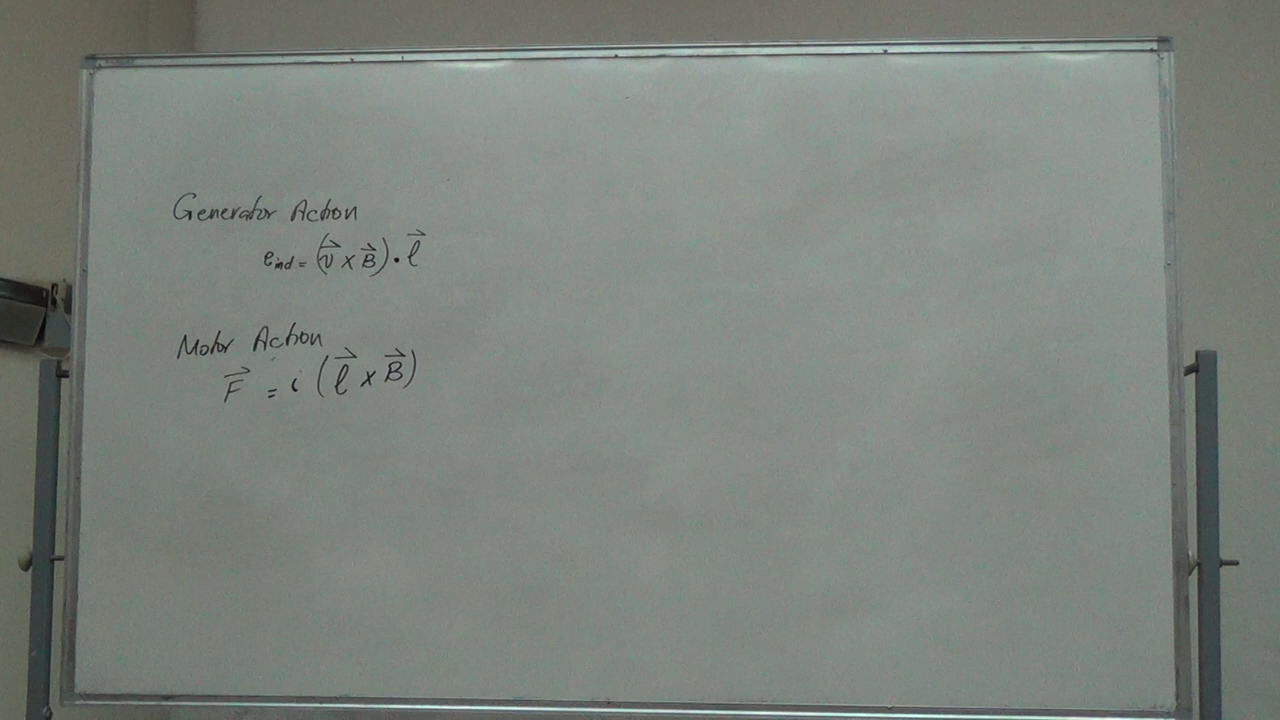 Generator Action
e_ind = (v⃗ × B⃗) • ℓ⃗
Motor Action
F⃗ = i (ℓ⃗ × B⃗)